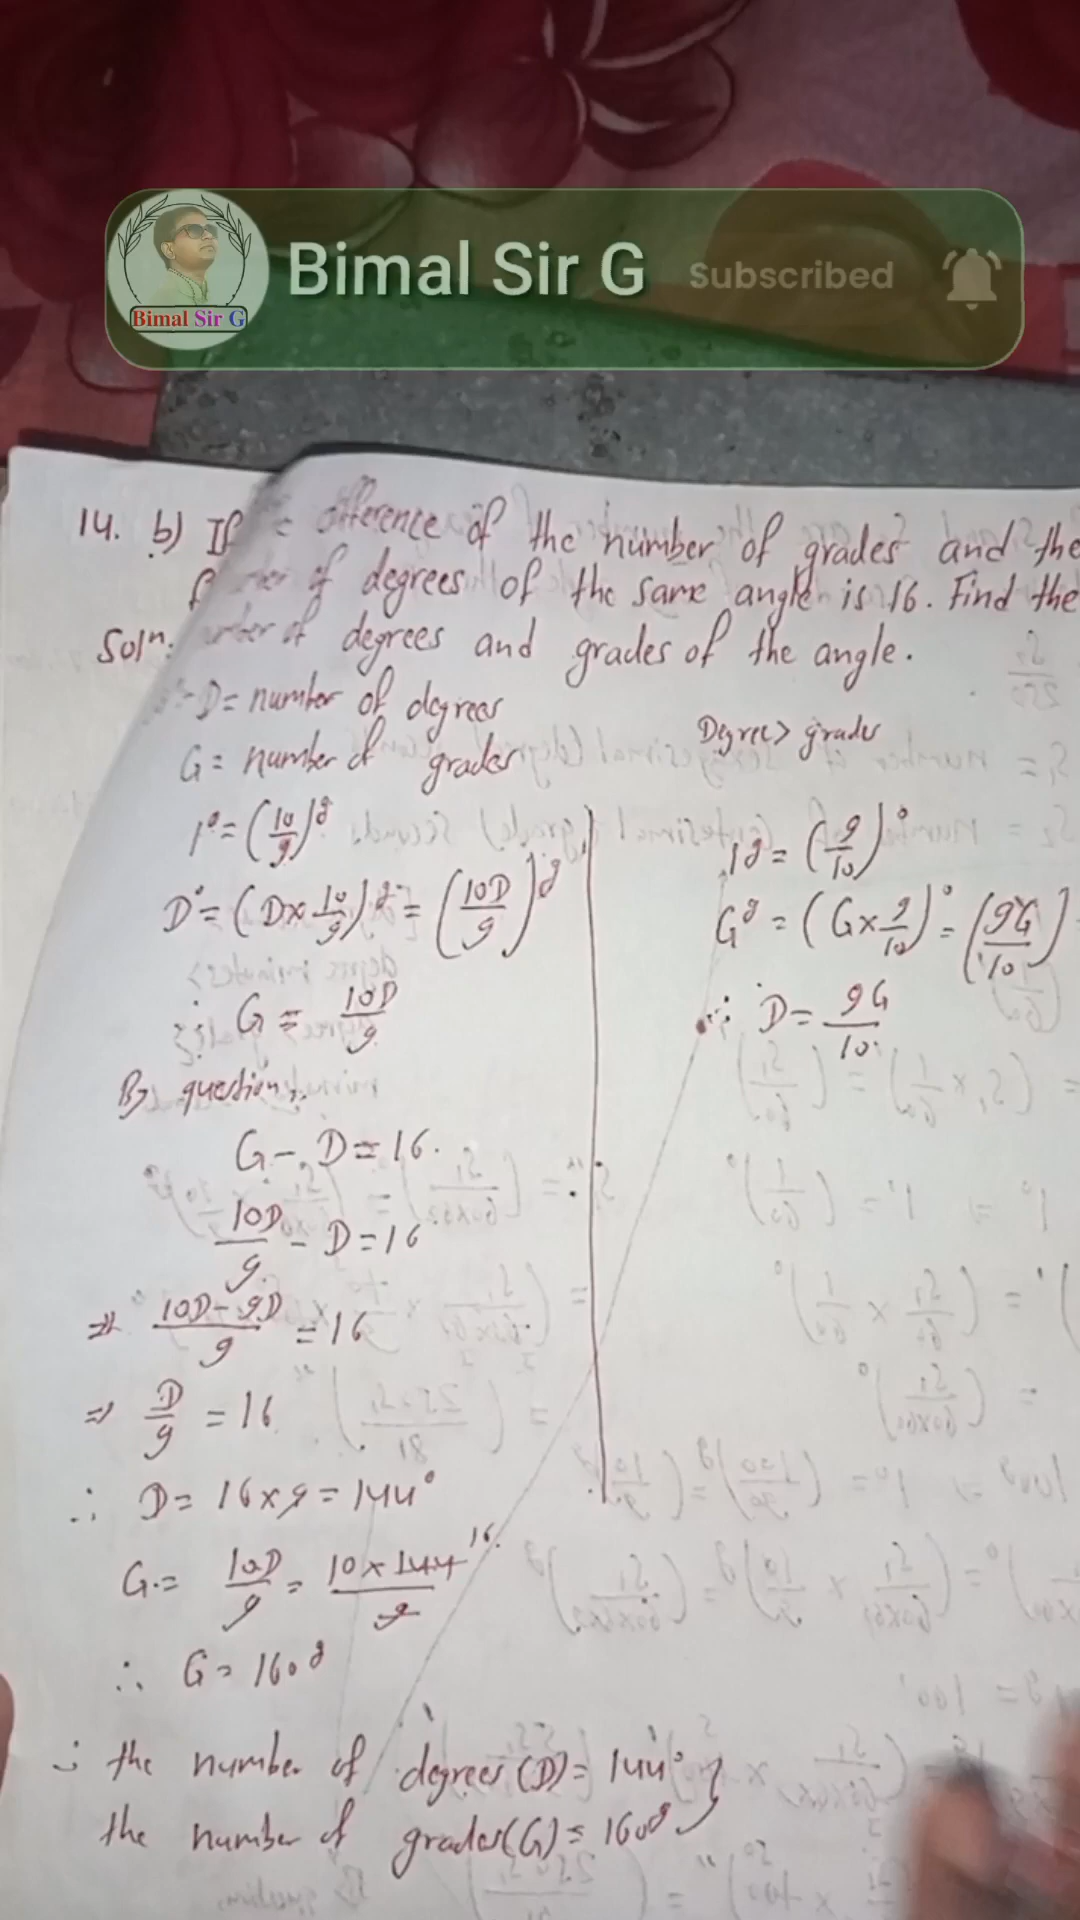 Bimal Sir G Subscribed
Bimal Sir G
14. b) If difference of the number of grades and the
of degrees of the same angle is 16. Find the
Solⁿ: of degrees and grades of the angle.
D = number of degrees
G = number of grades
1° = (10/9)ᵍ
D° = (D × 10/9)ᵍ = (10D/9)ᵍ
∴ G = 10D/9
By question,
G - D = 16.
10D/9 - D = 16
⇒ (10D - 9D)/9 = 16
⇒ D/9 = 16
∴ D = 16 × 9 = 144°
G = 10D/9 = (10 × 144)/9 16
∴ G = 160ᵍ
∴ the number of degrees (D) = 144°
the number of grades (G) = 160ᵍ
Degree > grades
1ᵍ = (9/10)°
Gᵍ = (G × 9/10)° = (9G/10)
∴ D = 9G/10